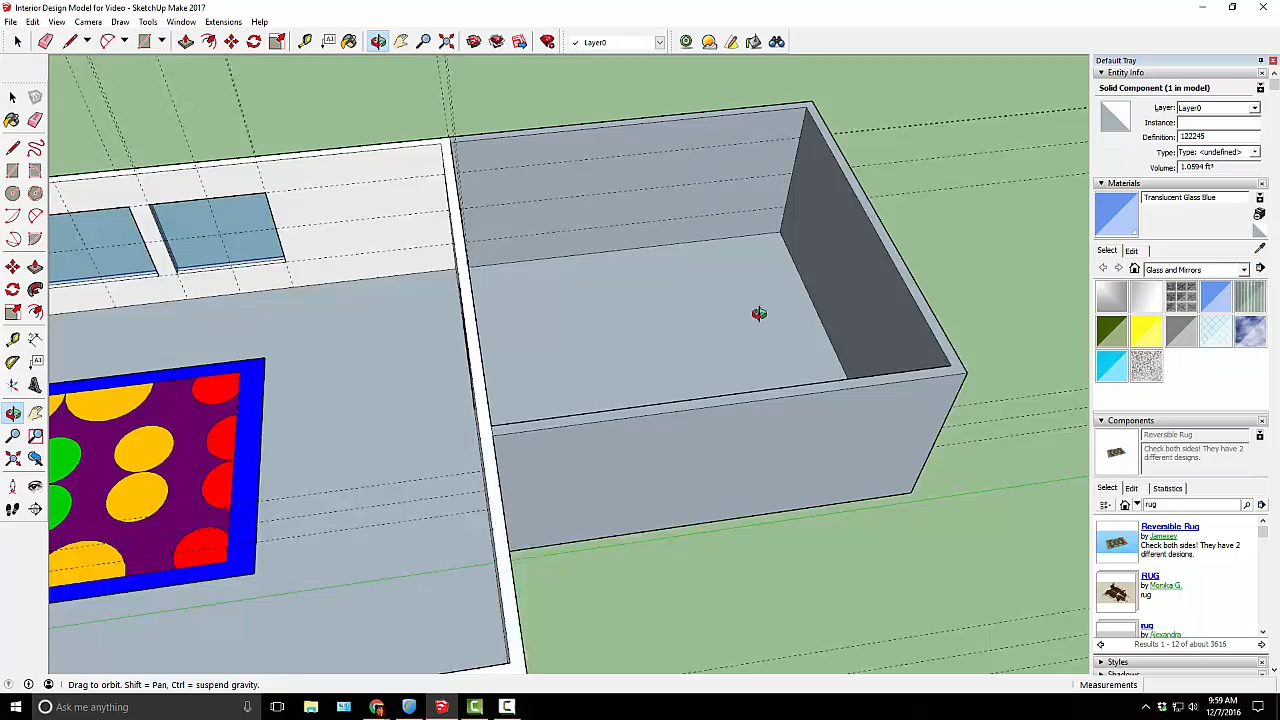 Interior Design Model for Video - SketchUp Make 2017
File Edit View Camera Draw Tools Window Extensions Help
Layer0
Default Tray
Entity Info
Solid Component (1 in model)
Layer: Layer0
Instance:
Definition: 122245
Type: Type: <undefined>
Volume: 1.0594 ft³
Materials
Translucent Glass Blue
Select Edit
Glass and Mirrors
Components
Reversible Rug
Check both sides! They have 2
different designs.
Select Edit Statistics
rug
Reversible Rug
by Jamesev
Check both sides! They have 2
different designs.
RUG
by Monika G.
rug
rug
by Alexandra
Results 1 - 12 of about 3616
Styles
Shadows
Drag to orbit. Shift = Pan, Ctrl = suspend gravity.
Measurements
Ask me anything
9:59 AM
12/7/2016